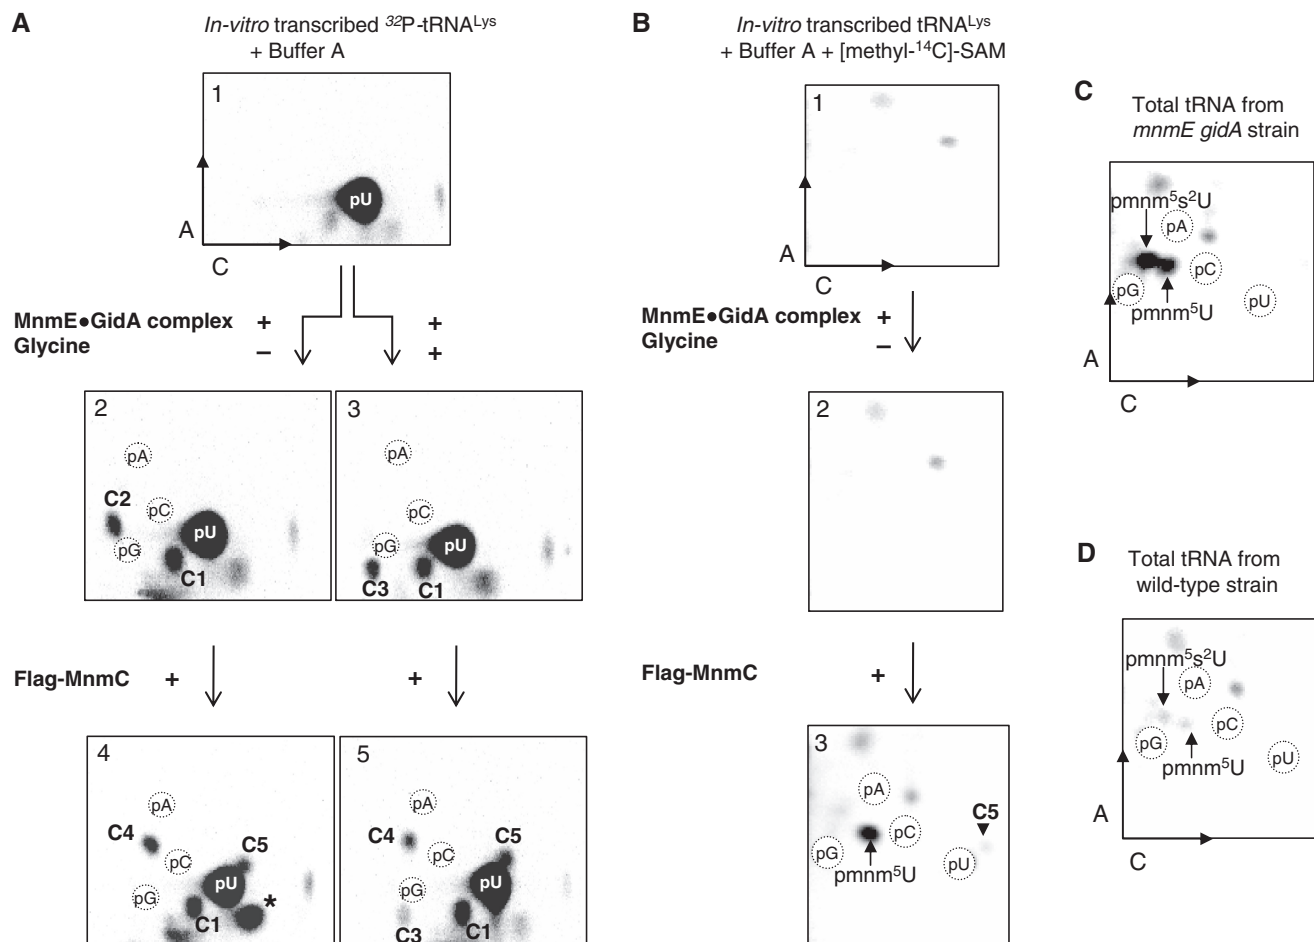 A
In-vitro transcribed ³²P-tRNAᴸʸˢ
+ Buffer A
1
pU
A
C
MnmE●GidA complex + +
Glycine – +
2
pA
C2
pC
pU
pG
C1
3
pA
pC
pG
pU
C3
C1
Flag-MnmC + +
4
pA
C4
pC
C5
pU
pG
*
C1
5
pA
C4
C5
pC
pU
pG
C3
C1
B
In-vitro transcribed tRNAᴸʸˢ
+ Buffer A + [methyl-¹⁴C]-SAM
1
A
C
MnmE●GidA complex +
Glycine –
2
Flag-MnmC +
3
pA
C5
pC
pG
pU
pmnm⁵U
C
Total tRNA from
mnmE gidA strain
pmnm⁵s²U
pA
pC
pG
pU
pmnm⁵U
A
C
D
Total tRNA from
wild-type strain
pmnm⁵s²U
pA
pC
pG
pU
pmnm⁵U
A
C